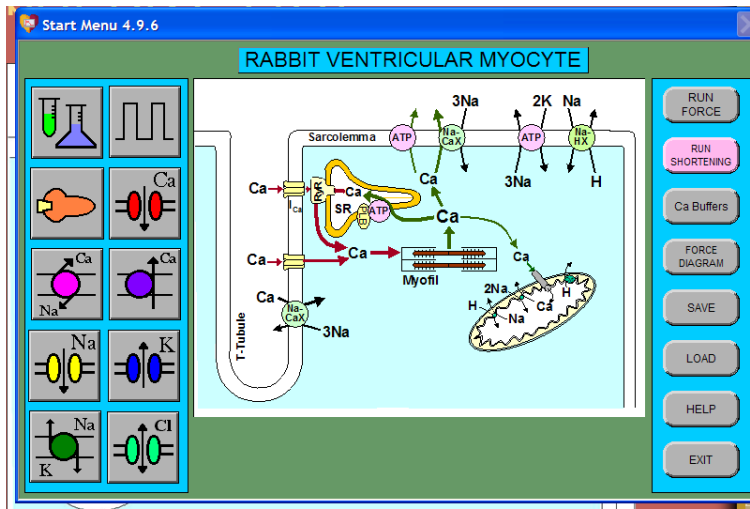 Start Menu 4.9.6
RABBIT VENTRICULAR MYOCYTE
Ca
Ca
Na
Ca
Na
K
Na
K
Cl
Sarcolemma
ATP
Na-
CaX
3Na
2K
Na
ATP
Na-
HX
3Na
H
Ca
Ca
ICa
RyR
Ca
SR
PLB
ATP
Ca
Ca
Ca
Myofil
Ca
Ca
Na-
CaX
3Na
T-Tubule
2Na
H
Na
Ca
H
RUN
FORCE
RUN
SHORTENING
Ca Buffers
FORCE
DIAGRAM
SAVE
LOAD
HELP
EXIT